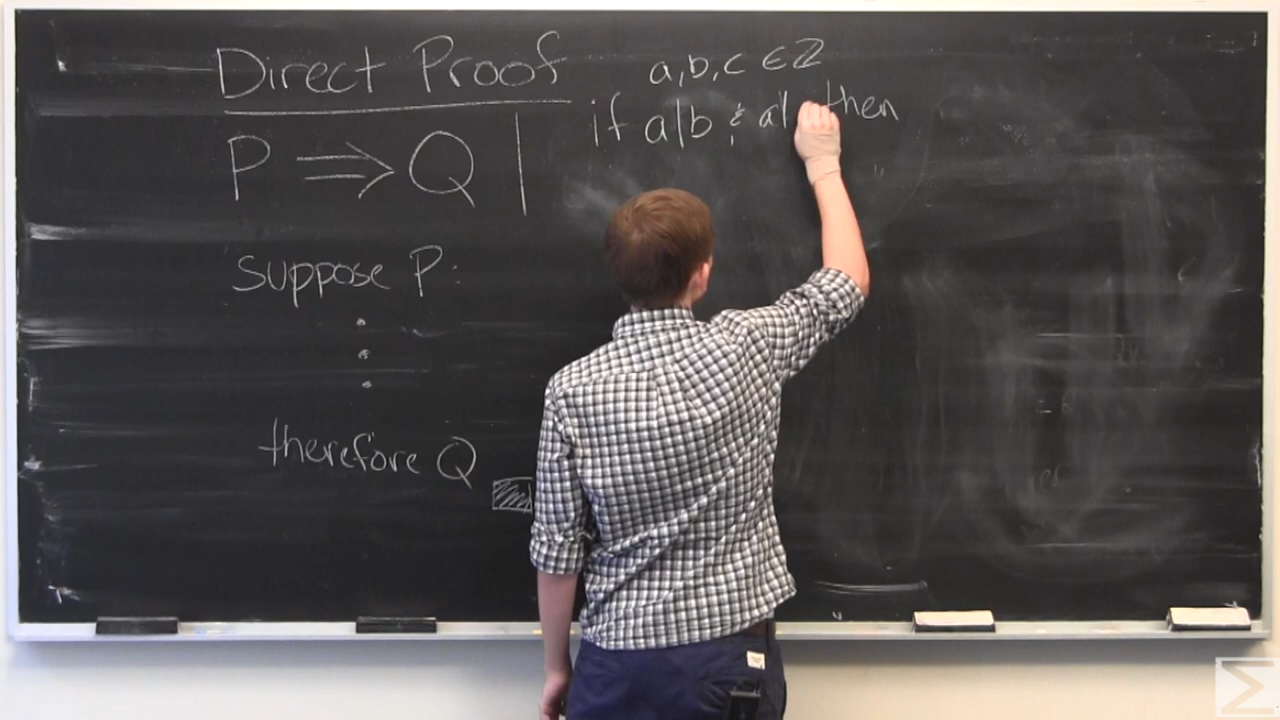 Direct Proof
P ⟹ Q
suppose P:
therefore Q
a,b,c ∈ ℤ
if a|b & a| then
Σ